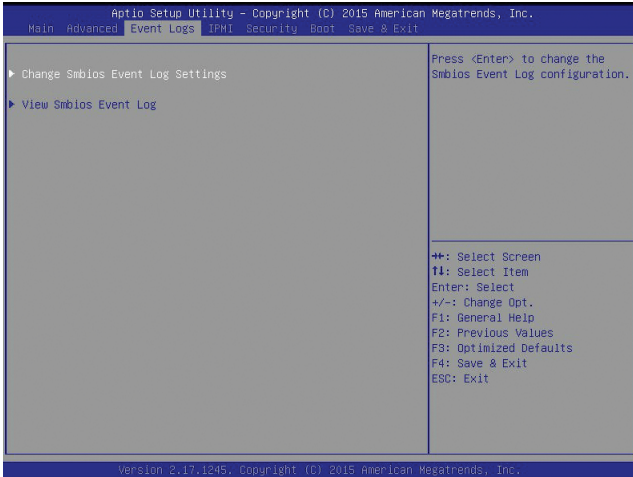 Aptio Setup Utility – Copyright (C) 2015 American Megatrends, Inc.
Main Advanced Event Logs IPMI Security Boot Save & Exit
▶ Change Smbios Event Log Settings
▶ View Smbios Event Log
Press <Enter> to change the
Smbios Event Log configuration.
→←: Select Screen
↑↓: Select Item
Enter: Select
+/-: Change Opt.
F1: General Help
F2: Previous Values
F3: Optimized Defaults
F4: Save & Exit
ESC: Exit
Version 2.17.1245. Copyright (C) 2015 American Megatrends, Inc.